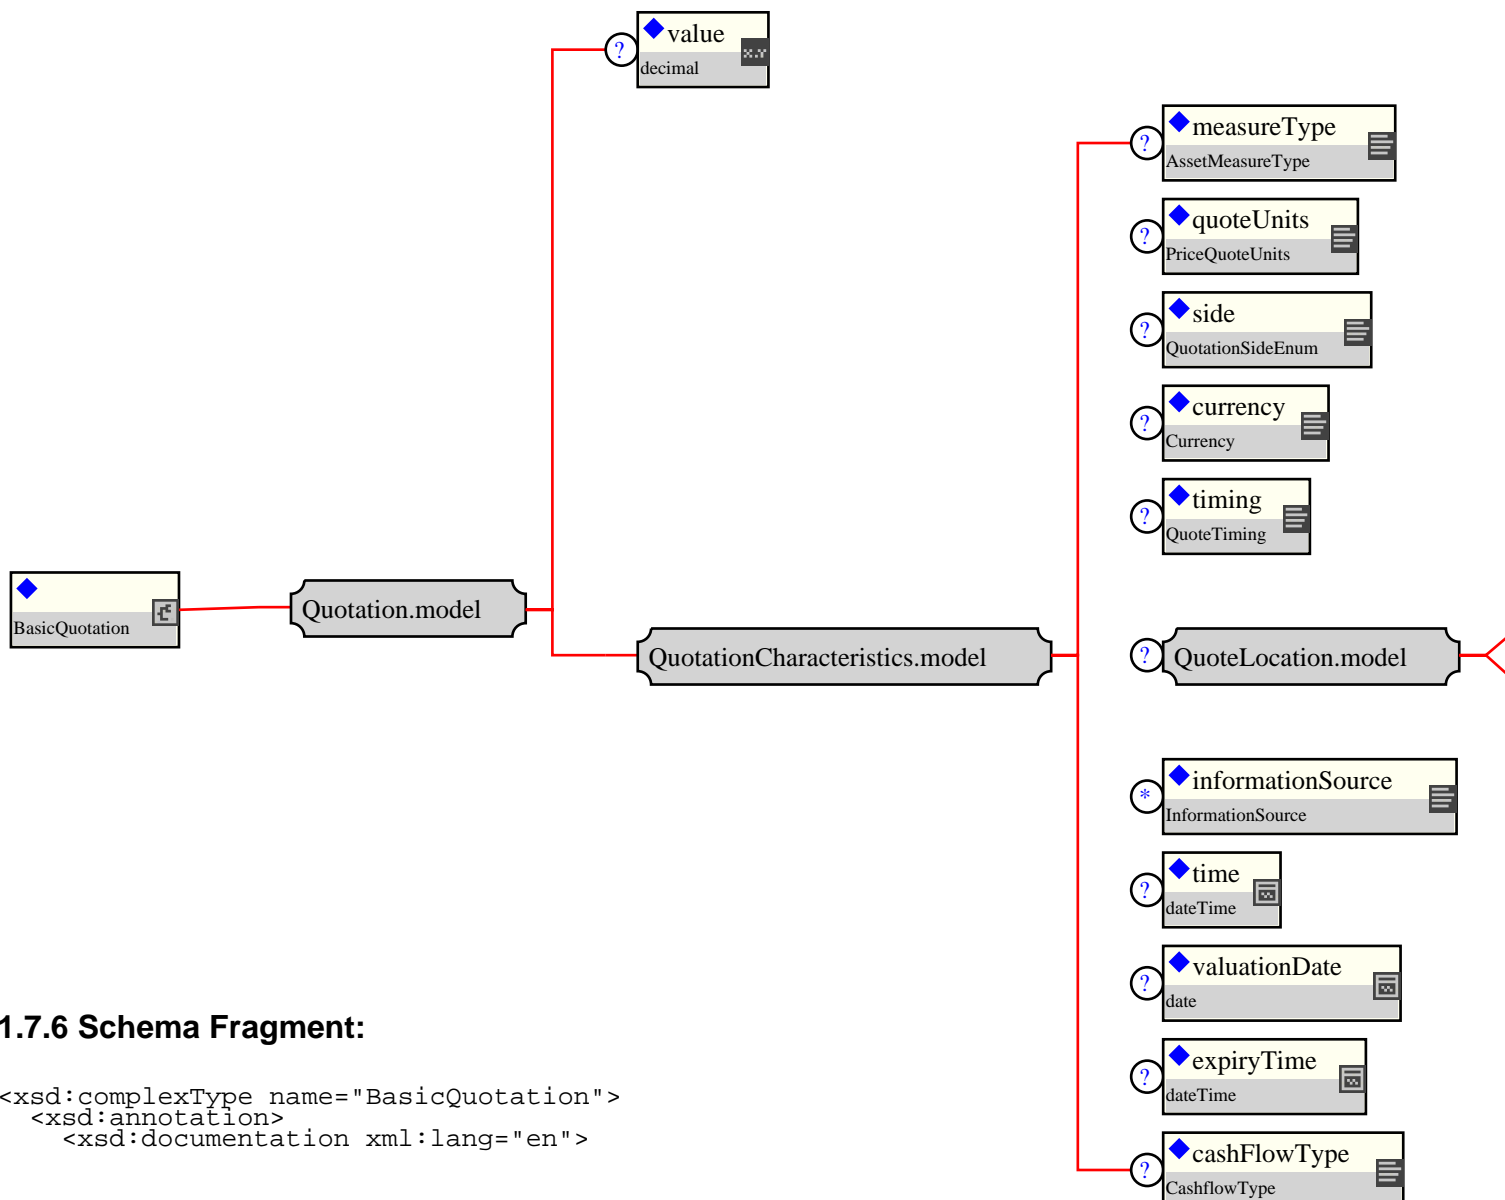 ? value
decimal
? measureType
AssetMeasureType
? quoteUnits
PriceQuoteUnits
? side
QuotationSideEnum
? currency
Currency
? timing
QuoteTiming
BasicQuotation
Quotation.model
QuotationCharacteristics.model
? QuoteLocation.model
* informationSource
InformationSource
? time
dateTime
? valuationDate
date
? expiryTime
dateTime
? cashFlowType
CashflowType
1.7.6 Schema Fragment:
<xsd:complexType name="BasicQuotation">
<xsd:annotation>
<xsd:documentation xml:lang="en">